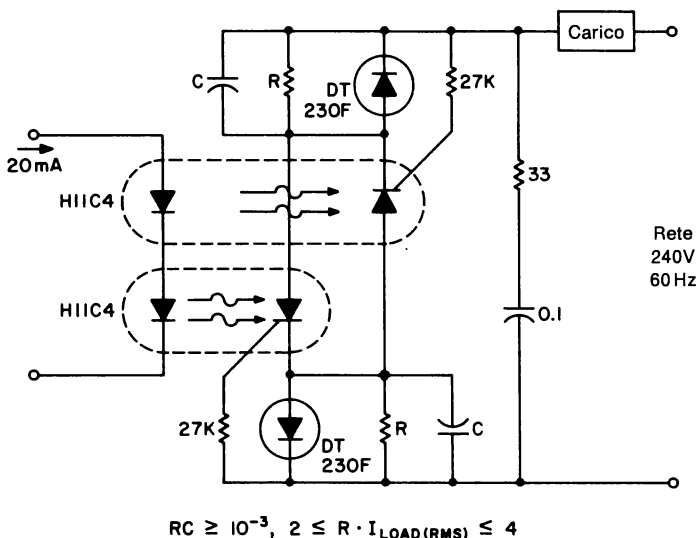 Carico
C
R
DT
230F
27K
20mA
H11C4
33
Rete
240V
60Hz
H11C4
0.1
27K
DT
230F
R
C
RC ≥ 10⁻³, 2 ≤ R · I LOAD(RMS) ≤ 4